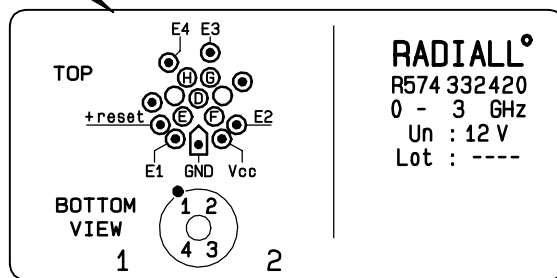 E4 E3
TOP
H G
D
E F
+reset E2
E1 GND Vcc
BOTTOM VIEW
1 2
4 3
1 2
RADIALL°
R574 332420
0 - 3 GHz
Un : 12 V
Lot : ----